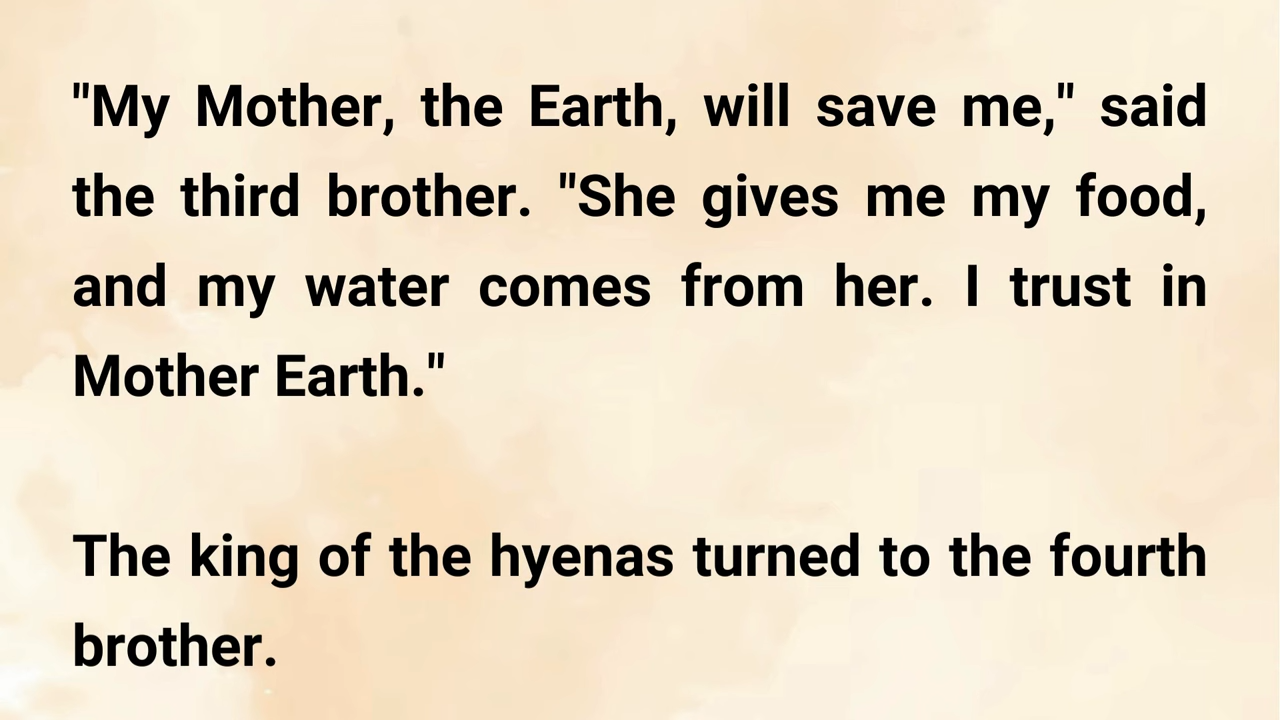 "My Mother, the Earth, will save me," said
the third brother. "She gives me my food,
and my water comes from her. I trust in
Mother Earth."
The king of the hyenas turned to the fourth
brother.